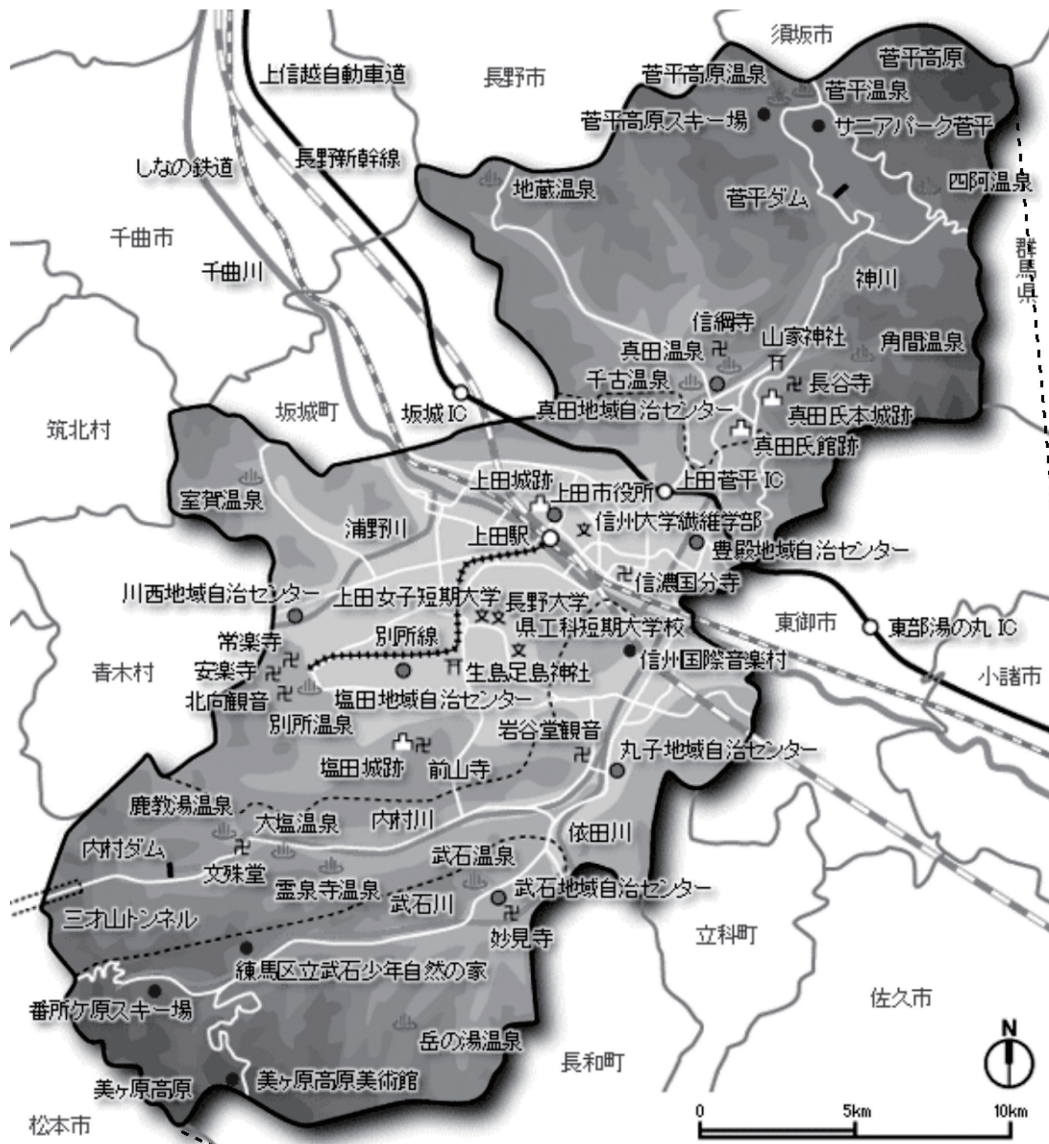 須坂市
菅平高原
上信越自動車道
長野市
菅平高原温泉
菅平温泉
菅平高原スキー場
サニアパーク菅平
しなの鉄道
長野新幹線
地蔵温泉
菅平ダム
四阿温泉
千曲市
群馬県
千曲川
神川
信綱寺
山家神社
真田温泉
角間温泉
千古温泉
長谷寺
坂城町
坂城IC
真田地域自治センター
真田氏本城跡
筑北村
真田氏館跡
上田城跡
上田市役所
上田菅平IC
室賀温泉
浦野川
上田駅
信州大学繊維学部
豊殿地域自治センター
信濃国分寺
川西地域自治センター
上田女子短期大学
長野大学
東御市
東部湯の丸IC
常楽寺
別所線
県工科短期大学校
青木村
安楽寺
生島足島神社
信州国際音楽村
小諸市
北向観音
塩田地域自治センター
別所温泉
岩谷堂観音
丸子地域自治センター
塩田城跡
前山寺
鹿教湯温泉
大塩温泉
内村川
依田川
内村ダム
武石温泉
文殊堂
霊泉寺温泉
武石川
武石地域自治センター
三才山トンネル
妙見寺
立科町
練馬区立武石少年自然の家
番所ケ原スキー場
佐久市
岳の湯温泉
長和町
美ヶ原高原
美ヶ原高原美術館
松本市
N
0 5km 10km